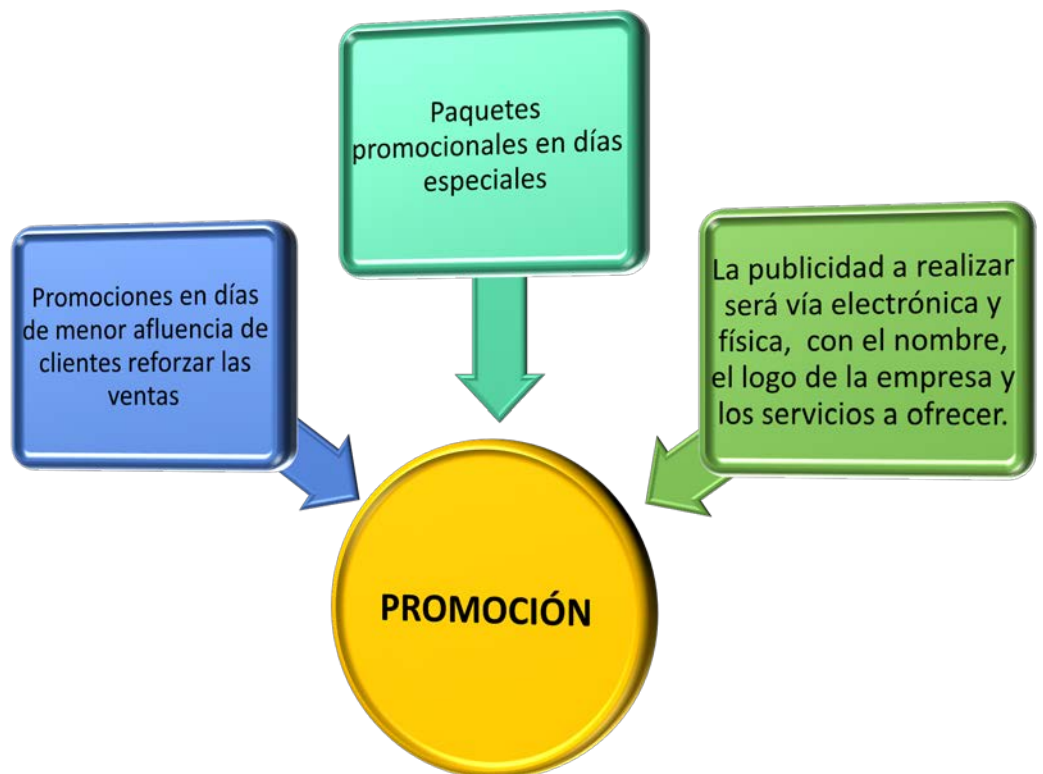 Paquetes
promocionales en días
especiales
Promociones en días
de menor afluencia de
clientes reforzar las
ventas
La publicidad a realizar
será vía electrónica y
física, con el nombre,
el logo de la empresa y
los servicios a ofrecer.
PROMOCIÓN